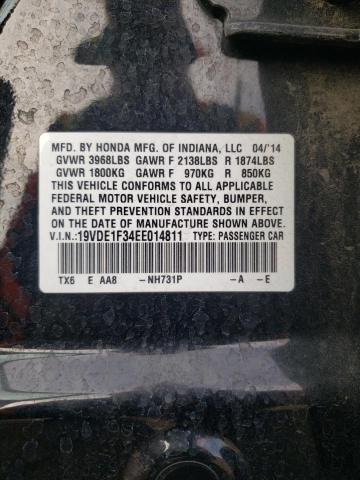 MFD. BY HONDA MFG. OF INDIANA, LLC 04/'14
GVWR 3968LBS GAWR F 2138LBS R 1874LBS
GVWR 1800KG GAWR F 970KG R 850KG
THIS VEHICLE CONFORMS TO ALL APPLICABLE
FEDERAL MOTOR VEHICLE SAFETY, BUMPER,
AND THEFT PREVENTION STANDARDS IN EFFECT
ON THE DATE OF MANUFACTURE SHOWN ABOVE.
V.I.N.:19VDE1F34EE014811 TYPE: PASSENGER CAR
TX6 E AA8 -NH731P -A -E